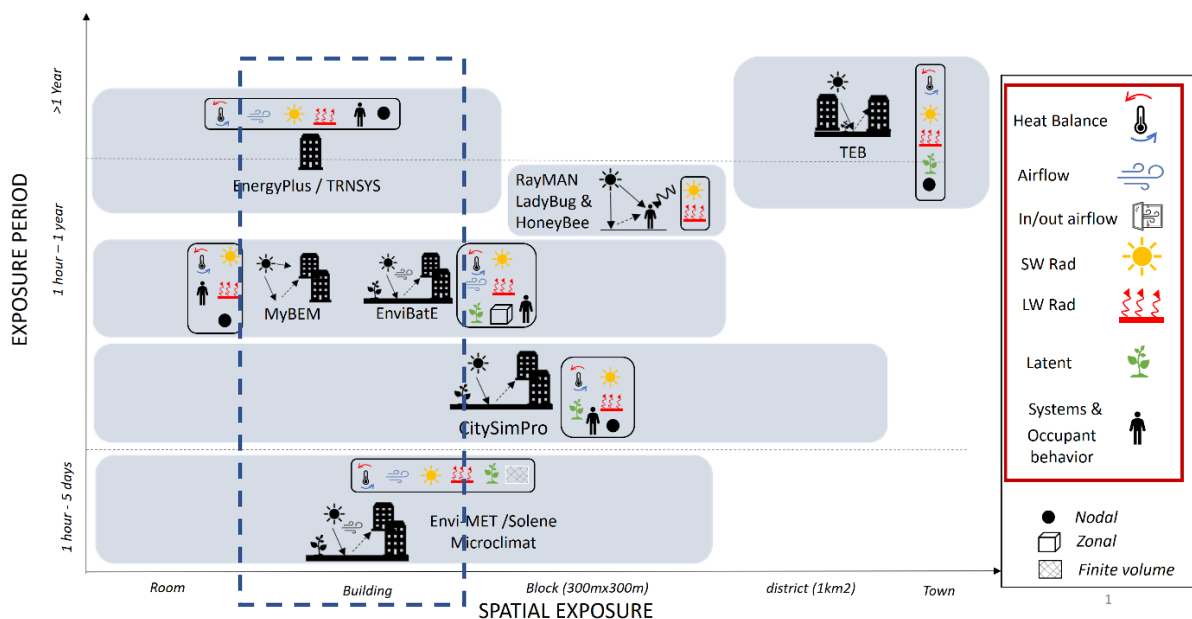 EXPOSURE PERIOD
>1 Year
1 hour – 1 year
1 hour - 5 days
EnergyPlus / TRNSYS
TEB
RayMAN
LadyBug &
HoneyBee
MyBEM
EnviBatE
CitySimPro
Envi-MET /Solene
Microclimat
Room
Building
Block (300mx300m)
district (1km2)
Town
SPATIAL EXPOSURE
Heat Balance
Airflow
In/out airflow
SW Rad
LW Rad
Latent
Systems &
Occupant
behavior
Nodal
Zonal
Finite volume
1